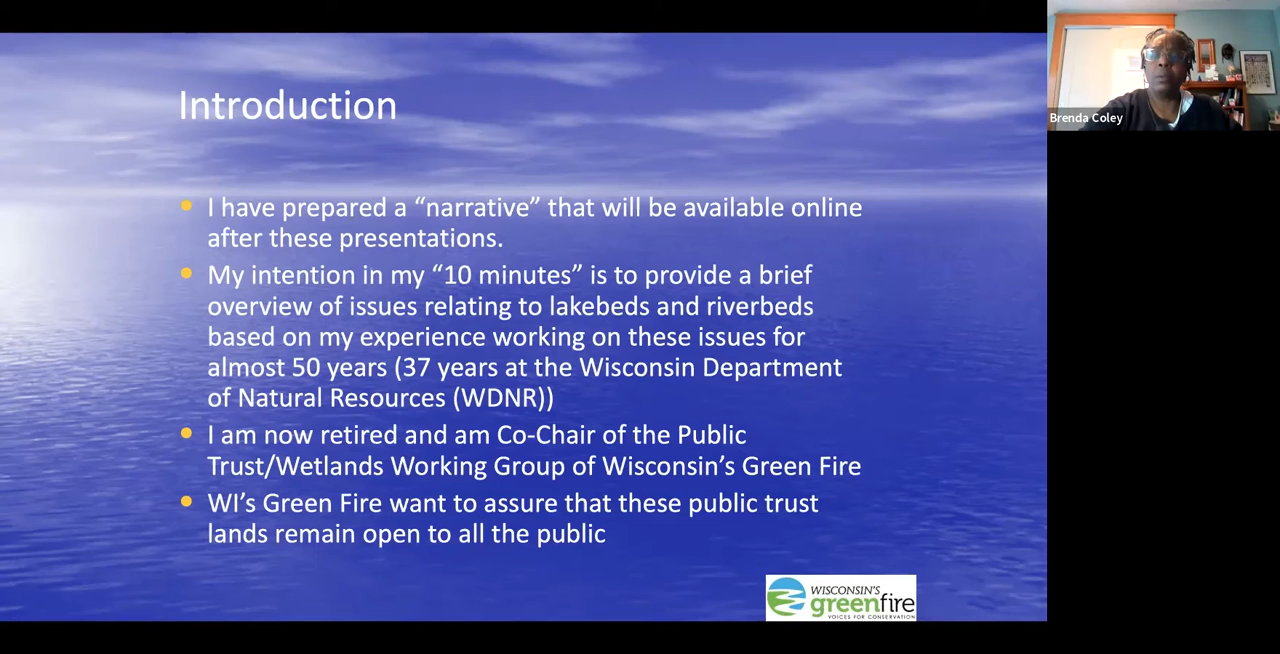 Introduction
I have prepared a “narrative” that will be available online
after these presentations.
My intention in my “10 minutes” is to provide a brief
overview of issues relating to lakebeds and riverbeds
based on my experience working on these issues for
almost 50 years (37 years at the Wisconsin Department
of Natural Resources (WDNR))
I am now retired and am Co-Chair of the Public
Trust/Wetlands Working Group of Wisconsin’s Green Fire
WI’s Green Fire want to assure that these public trust
lands remain open to all the public
WISCONSIN'S
greenfire
VOICES FOR CONSERVATION
Brenda Coley